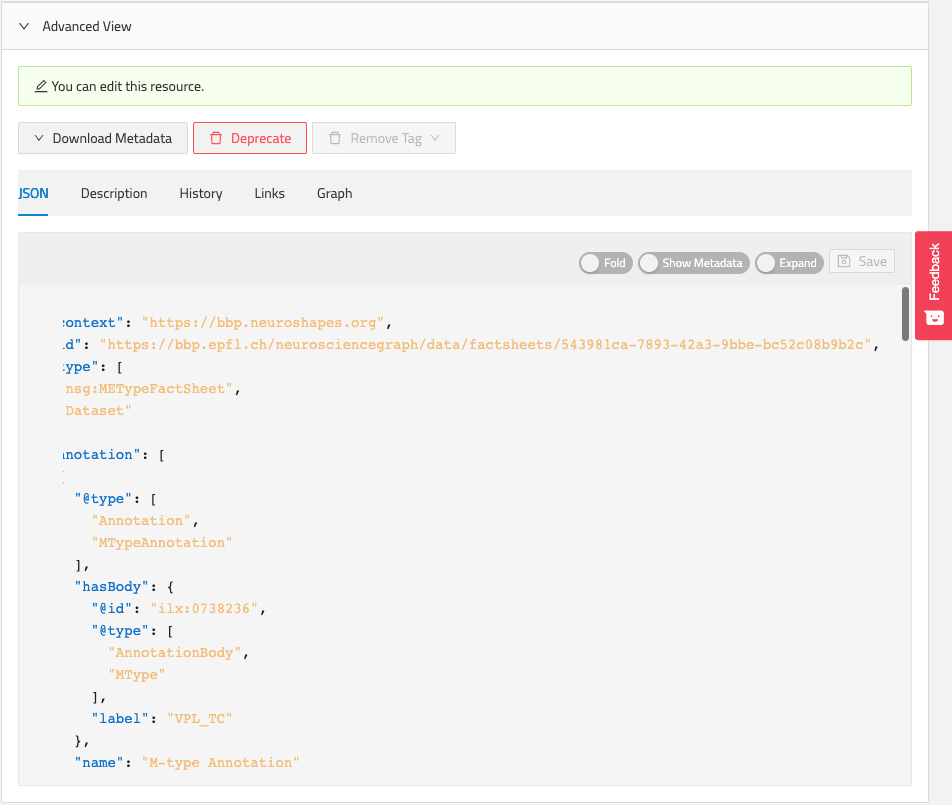 Advanced View
You can edit this resource.
Download Metadata Deprecate Remove Tag
JSON Description History Links Graph
Fold Show Metadata Expand Save
Feedback
context": "https://bbp.neuroshapes.org",
id": "https://bbp.epfl.ch/neurosciencegraph/data/factsheets/543981ca-7893-42a3-9bbe-bc52c08b9b2c",
type": [
nsg:METypeFactSheet",
Dataset"
annotation": [
{
"@type": [
"Annotation",
"MTypeAnnotation"
],
"hasBody": {
"@id": "ilx:0738236",
"@type": [
"AnnotationBody",
"MType"
],
"label": "VPL_TC"
},
"name": "M-type Annotation"